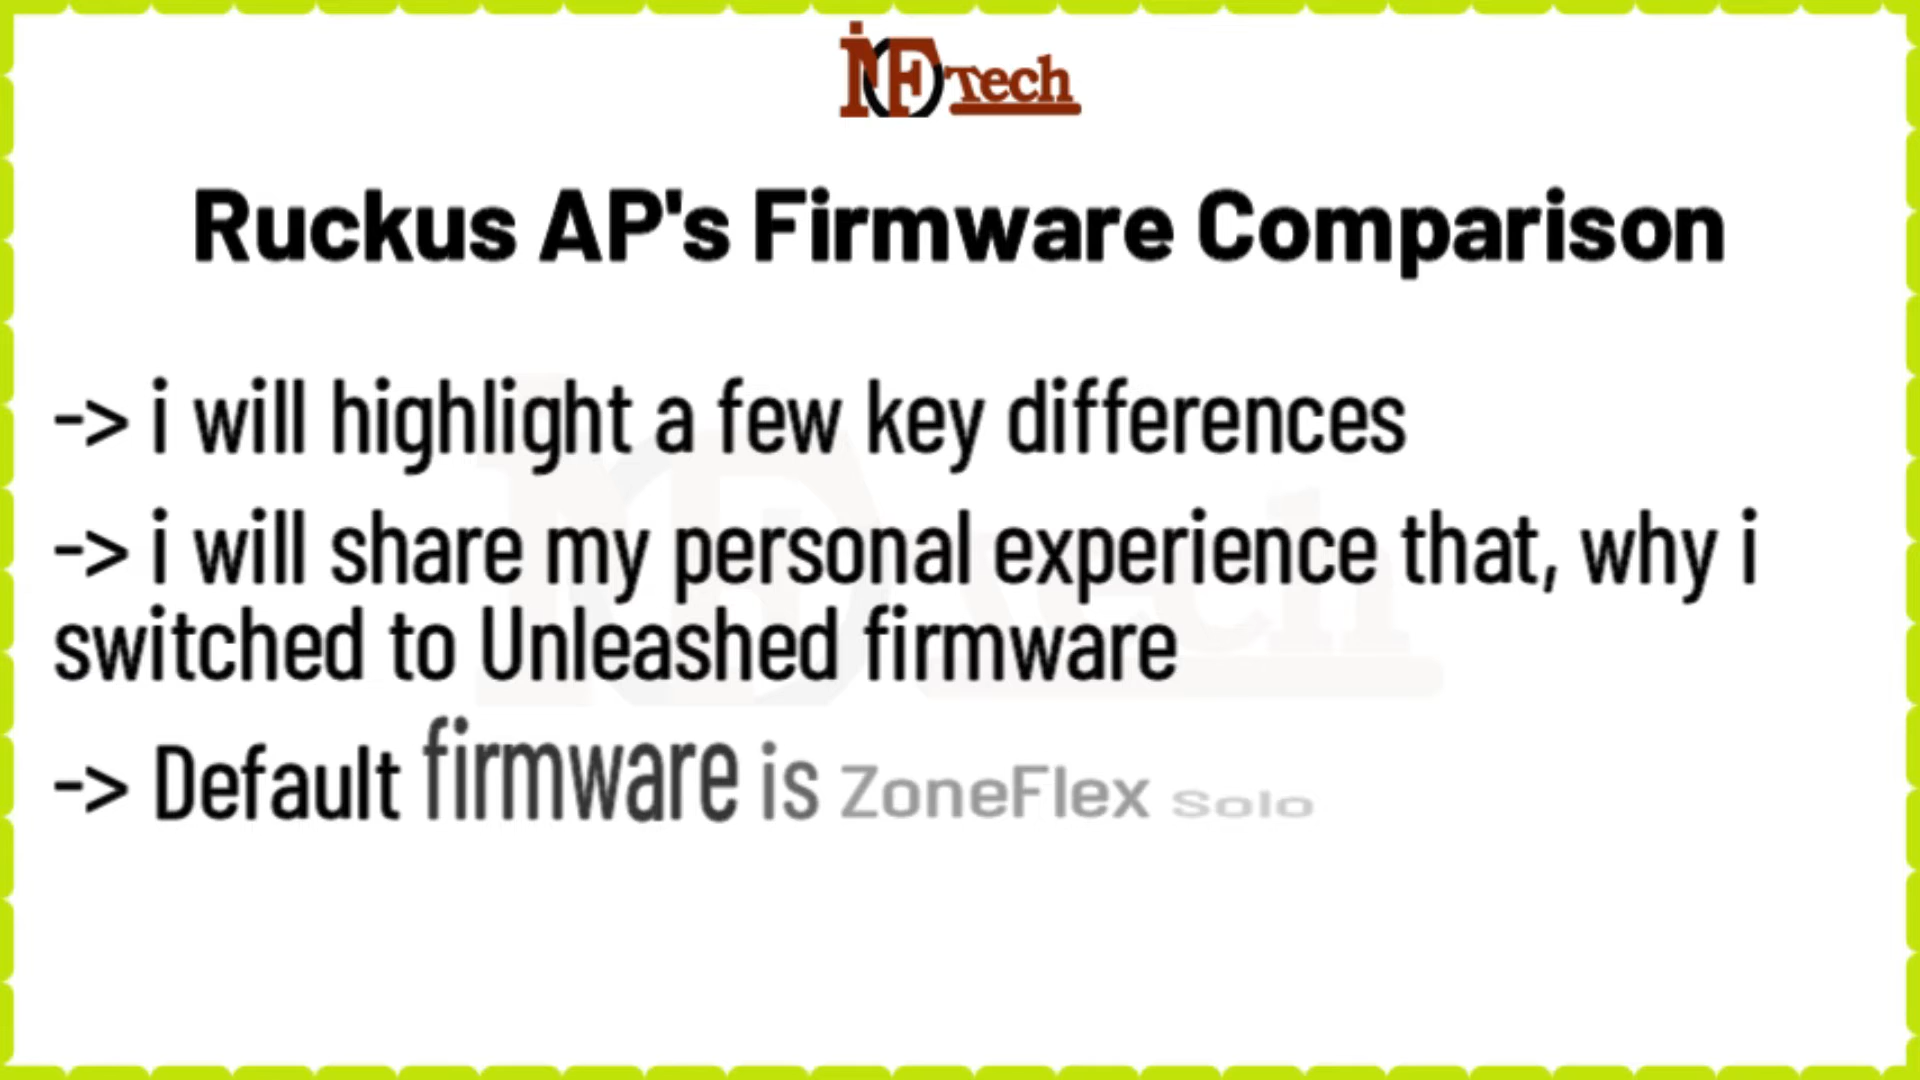 iNFTech
Ruckus AP's Firmware Comparison
-> i will highlight a few key differences
-> i will share my personal experience that, why i
switched to Unleashed firmware
-> Default firmware is ZoneFlex Solo